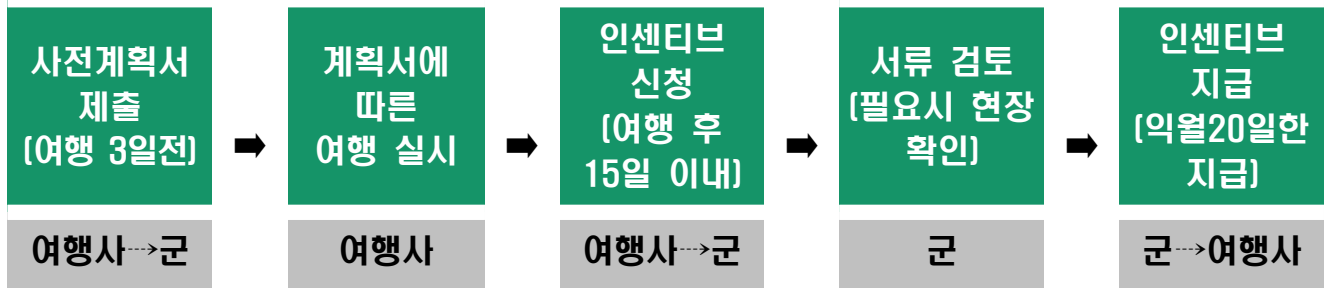 사전계획서
제출
(여행 3일전)
➡
계획서에
따른
여행 실시
➡
인센티브
신청
(여행 후
15일 이내)
➡
서류 검토
(필요시 현장
확인)
➡
인센티브
지급
(익월20일한
지급)
여행사⇢군
여행사
여행사⇢군
군
군⇢여행사